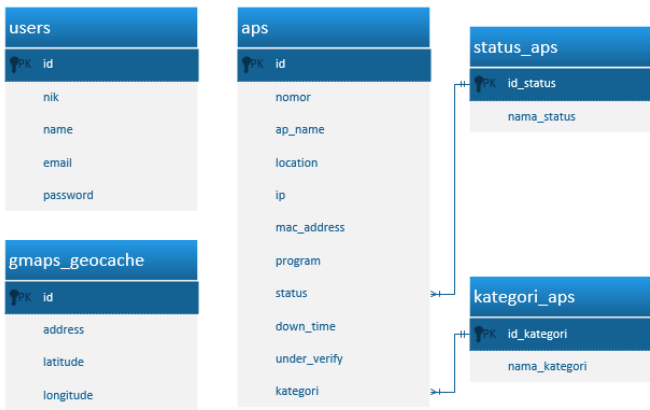 users
PK id
nik
name
email
password
gmaps_geocache
PK id
address
latitude
longitude
aps
PK id
nomor
ap_name
location
ip
mac_address
program
status
down_time
under_verify
kategori
status_aps
PK id_status
nama_status
kategori_aps
PK id_kategori
nama_kategori